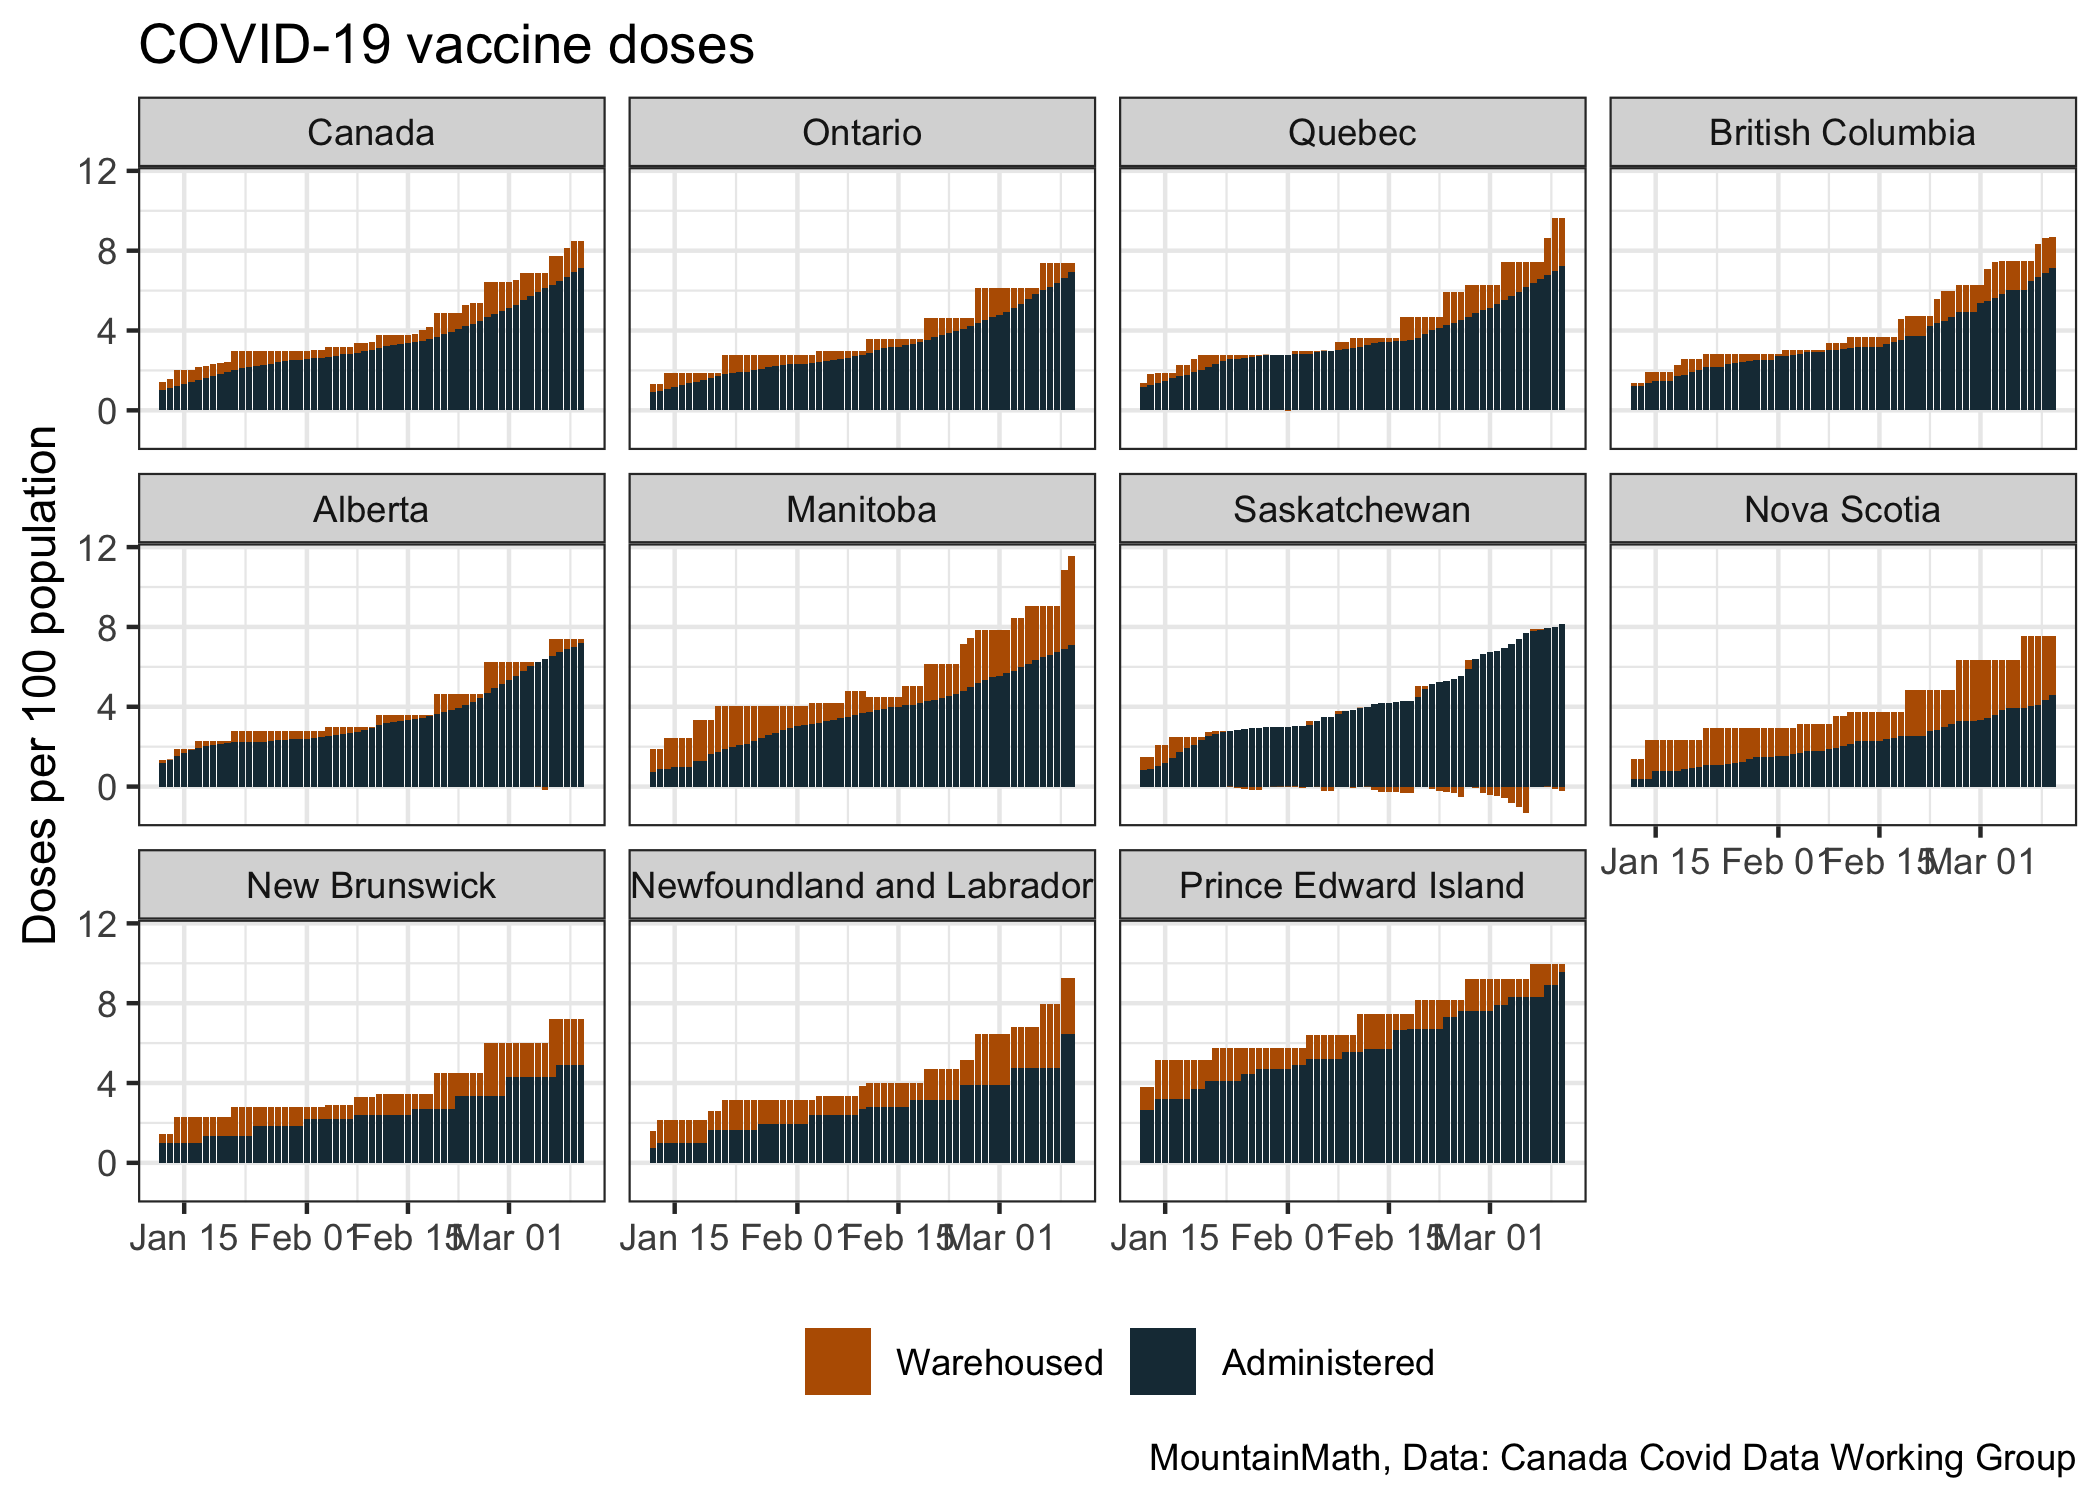 COVID-19 vaccine doses
Canada
Ontario
Quebec
British Columbia
12
8
4
0
Alberta
Manitoba
Saskatchewan
Nova Scotia
12
8
4
0
Jan 15 Feb 01 Feb 15 Mar 01
New Brunswick
Newfoundland and Labrador
Prince Edward Island
12
8
4
0
Jan 15 Feb 01 Feb 15 Mar 01
Jan 15 Feb 01 Feb 15 Mar 01
Jan 15 Feb 01 Feb 15 Mar 01
Doses per 100 population
Warehoused
Administered
MountainMath, Data: Canada Covid Data Working Group